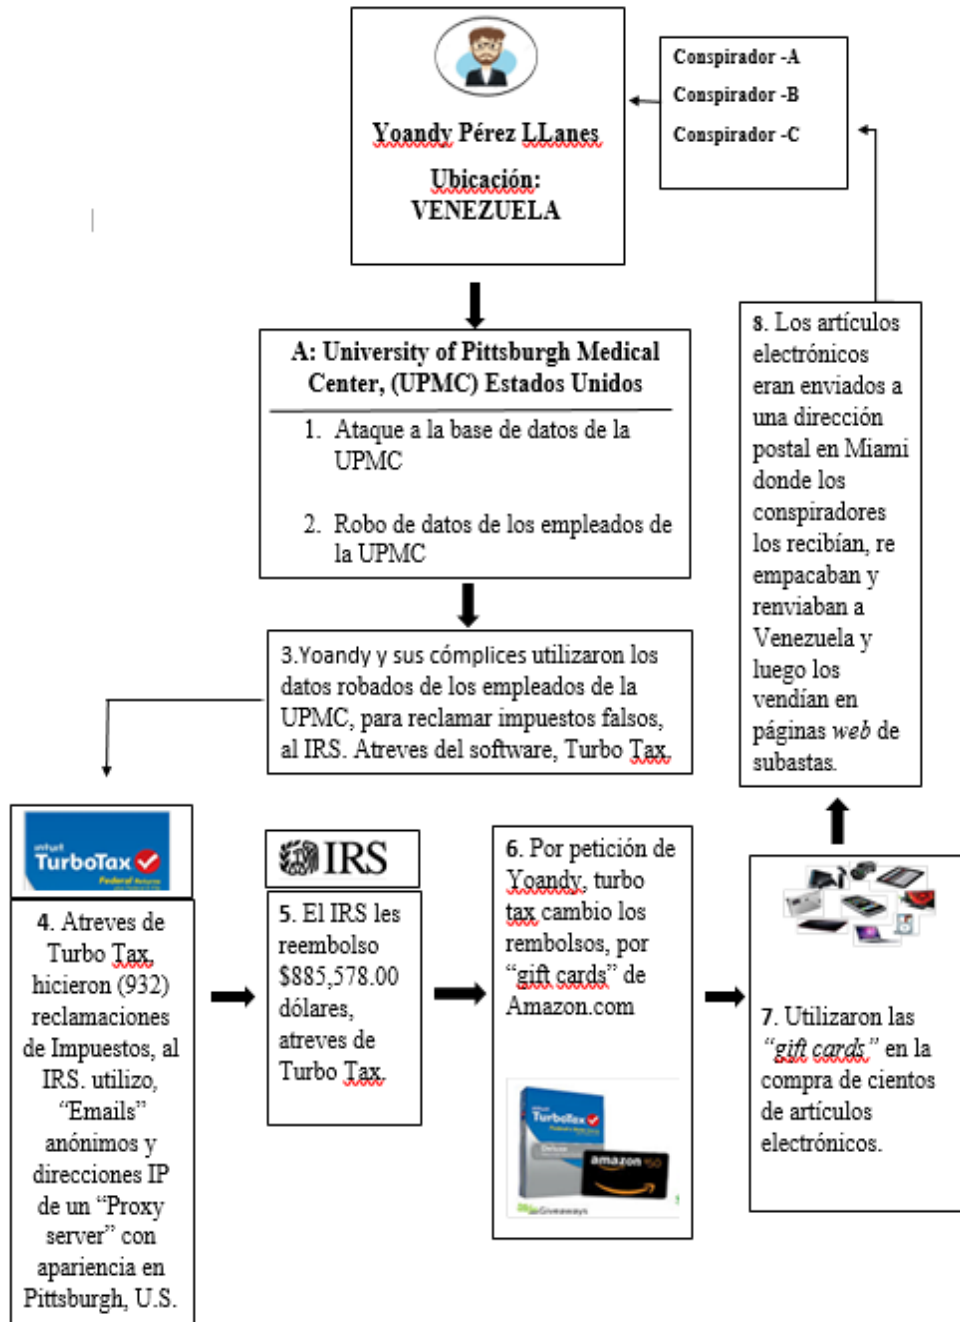 Yoandy Pérez LLanes
Ubicación:
VENEZUELA
Conspirador -A
Conspirador -B
Conspirador -C
A: University of Pittsburgh Medical
Center, (UPMC) Estados Unidos
1. Ataque a la base de datos de la
UPMC
2. Robo de datos de los empleados de
la UPMC
3.Yoandy y sus cómplices utilizaron los
datos robados de los empleados de la
UPMC, para reclamar impuestos falsos,
al IRS. Atreves del software, Turbo Tax.
intuit
TurboTax
Federal Returns
4. Atreves de
Turbo Tax,
hicieron (932)
reclamaciones
de Impuestos, al
IRS. utilizo,
“Emails”
anónimos y
direcciones IP
de un “Proxy
server” con
apariencia en
Pittsburgh, U.S.
IRS
5. El IRS les
reembolso
$885,578.00
dólares,
atreves de
Turbo Tax.
6. Por petición de
Yoandy, turbo
tax cambio los
rembolsos, por
“gift cards” de
Amazon.com
intuit
TurboTax
Deluxe
amazon $50
Giveaways
7. Utilizaron las
“gift cards” en la
compra de cientos
de artículos
electrónicos.
8. Los artículos
electrónicos
eran enviados a
una dirección
postal en Miami
donde los
conspiradores
los recibían, re
empacaban y
renviaban a
Venezuela y
luego los
vendían en
páginas web de
subastas.